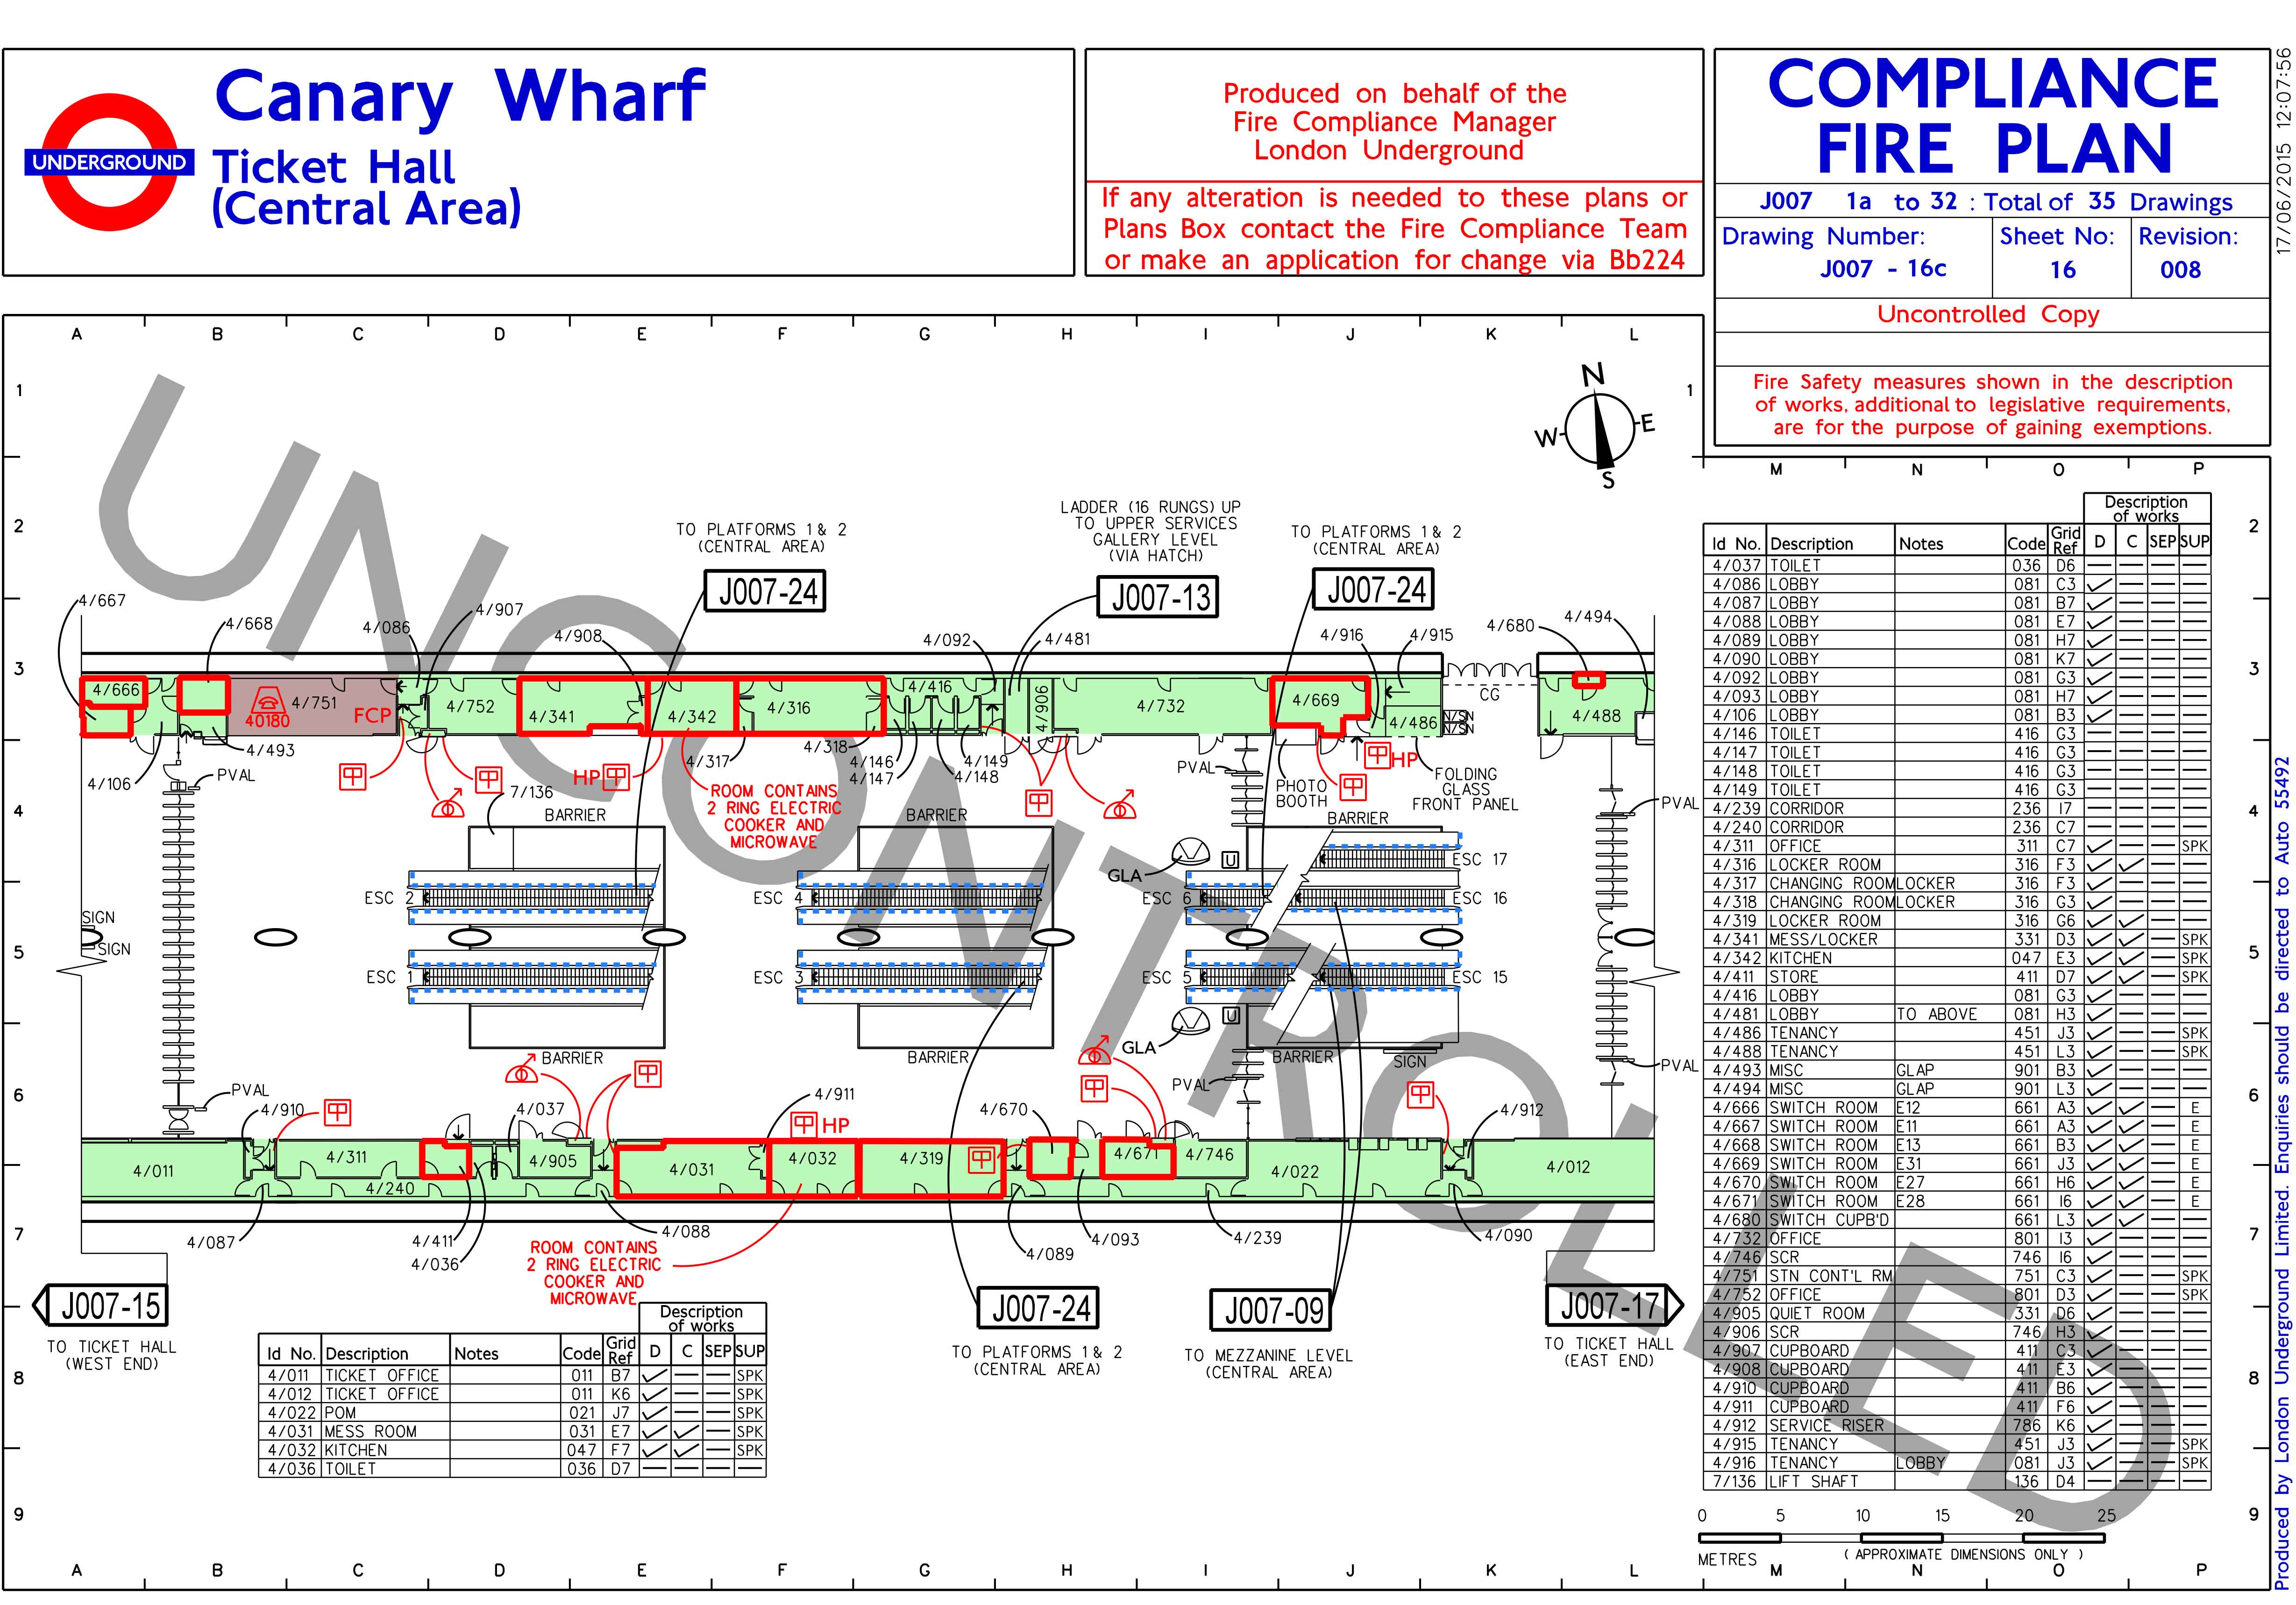 Canary Wharf
Ticket Hall
(Central Area)
UNDERGROUND
Produced on behalf of the
Fire Compliance Manager
London Underground
If any alteration is needed to these plans or
Plans Box contact the Fire Compliance Team
or make an application for change via Bb224
COMPLIANCE
FIRE PLAN
J007 1a to 32 : Total of 35 Drawings
Drawing Number:
J007 - 16c
Sheet No:
16
Revision:
008
Uncontrolled Copy
Fire Safety measures shown in the description
of works, additional to legislative requirements,
are for the purpose of gaining exemptions.
17/06/2015 12:07:56
Produced by London Underground Limited. Enquiries should be directed to Auto 55492
A B C D E F G H I J K L
M N O P
1 1
2 2
3 3
4 4
5 5
6 6
7 7
8 8
9 9
N
W E
S
UNCONTROLLED
TO PLATFORMS 1 & 2
(CENTRAL AREA)
J007-24
LADDER (16 RUNGS) UP
TO UPPER SERVICES
GALLERY LEVEL
(VIA HATCH)
J007-13
TO PLATFORMS 1 & 2
(CENTRAL AREA)
J007-24
4/667
4/668
4/086
4/907
4/908
4/092
4/481
4/916
4/915
4/680
4/494
4/666
40180
4/751
FCP
4/752
4/341
4/342
4/316
4/416
4/906
4/732
4/669
4/486
N/SN
N/SN
CG
4/488
4/493
4/106
PVAL
4/317
4/318
4/146
4/147
4/149
4/148
HP
7/136
BARRIER
ROOM CONTAINS
2 RING ELECTRIC
COOKER AND
MICROWAVE
BARRIER
PVAL
PHOTO
BOOTH
HP
FOLDING
GLASS
FRONT PANEL
BARRIER
PVAL
GLA
U
ESC 17
ESC 2
ESC 4
ESC 6
ESC 16
SIGN
SIGN
ESC 1
ESC 3
ESC 5
ESC 15
GLA
U
BARRIER
BARRIER
BARRIER
SIGN
PVAL
PVAL
PVAL
4/910
4/037
4/911
HP
4/670
4/912
4/011
4/311
4/240
4/905
4/031
4/032
4/319
4/671
4/746
4/022
4/012
4/087
4/411
4/036
4/088
4/089
4/093
4/239
4/090
ROOM CONTAINS
2 RING ELECTRIC
COOKER AND
MICROWAVE
J007-15
TO TICKET HALL
(WEST END)
J007-24
TO PLATFORMS 1 & 2
(CENTRAL AREA)
J007-09
TO MEZZANINE LEVEL
(CENTRAL AREA)
J007-17
TO TICKET HALL
(EAST END)
Description
of works
Id No. Description Notes Code Grid Ref D C SEP SUP
4/011 TICKET OFFICE 011 B7 ✓ — — SPK
4/012 TICKET OFFICE 011 K6 ✓ — — SPK
4/022 POM 021 J7 ✓ — — SPK
4/031 MESS ROOM 031 E7 ✓ ✓ — SPK
4/032 KITCHEN 047 F7 ✓ ✓ — SPK
4/036 TOILET 036 D7 — — — —
Description
of works
Id No. Description Notes Code Grid Ref D C SEP SUP
4/037 TOILET 036 D6 — — — —
4/086 LOBBY 081 C3 ✓ — — —
4/087 LOBBY 081 B7 ✓ — — —
4/088 LOBBY 081 E7 ✓ — — —
4/089 LOBBY 081 H7 ✓ — — —
4/090 LOBBY 081 K7 ✓ — — —
4/092 LOBBY 081 G3 ✓ — — —
4/093 LOBBY 081 H7 ✓ — — —
4/106 LOBBY 081 B3 ✓ — — —
4/146 TOILET 416 G3 — — — —
4/147 TOILET 416 G3 — — — —
4/148 TOILET 416 G3 — — — —
4/149 TOILET 416 G3 — — — —
4/239 CORRIDOR 236 I7 — — — —
4/240 CORRIDOR 236 C7 — — — —
4/311 OFFICE 311 C7 ✓ — — SPK
4/316 LOCKER ROOM 316 F3 ✓ ✓ — —
4/317 CHANGING ROOM LOCKER 316 F3 ✓ — — —
4/318 CHANGING ROOM LOCKER 316 G3 ✓ — — —
4/319 LOCKER ROOM 316 G6 ✓ ✓ — —
4/341 MESS/LOCKER 331 D3 ✓ ✓ — SPK
4/342 KITCHEN 047 E3 ✓ ✓ — SPK
4/411 STORE 411 D7 ✓ ✓ — SPK
4/416 LOBBY 081 G3 ✓ — — —
4/481 LOBBY TO ABOVE 081 H3 ✓ — — —
4/486 TENANCY 451 J3 ✓ — — SPK
4/488 TENANCY 451 L3 ✓ — — SPK
4/493 MISC GLAP 901 B3 ✓ — — —
4/494 MISC GLAP 901 L3 ✓ — — —
4/666 SWITCH ROOM E12 661 A3 ✓ ✓ — E
4/667 SWITCH ROOM E11 661 A3 ✓ ✓ — E
4/668 SWITCH ROOM E13 661 B3 ✓ ✓ — E
4/669 SWITCH ROOM E31 661 J3 ✓ ✓ — E
4/670 SWITCH ROOM E27 661 H6 ✓ ✓ — E
4/671 SWITCH ROOM E28 661 I6 ✓ ✓ — E
4/680 SWITCH CUPB'D 661 L3 ✓ ✓ — —
4/732 OFFICE 801 I3 ✓ — — —
4/746 SCR 746 I6 ✓ — — —
4/751 STN CONT'L RM 751 C3 ✓ — — SPK
4/752 OFFICE 801 D3 ✓ — — SPK
4/905 QUIET ROOM 331 D6 ✓ — — —
4/906 SCR 746 H3 ✓ — — —
4/907 CUPBOARD 411 C3 ✓ — — —
4/908 CUPBOARD 411 E3 ✓ — — —
4/910 CUPBOARD 411 B6 ✓ — — —
4/911 CUPBOARD 411 F6 ✓ — — —
4/912 SERVICE RISER 786 K6 ✓ — — —
4/915 TENANCY 451 J3 ✓ — — SPK
4/916 TENANCY LOBBY 081 J3 ✓ — — SPK
7/136 LIFT SHAFT 136 D4 — — — —
0 5 10 15 20 25
METRES ( APPROXIMATE DIMENSIONS ONLY )
A B C D E F G H I J K L M N O P